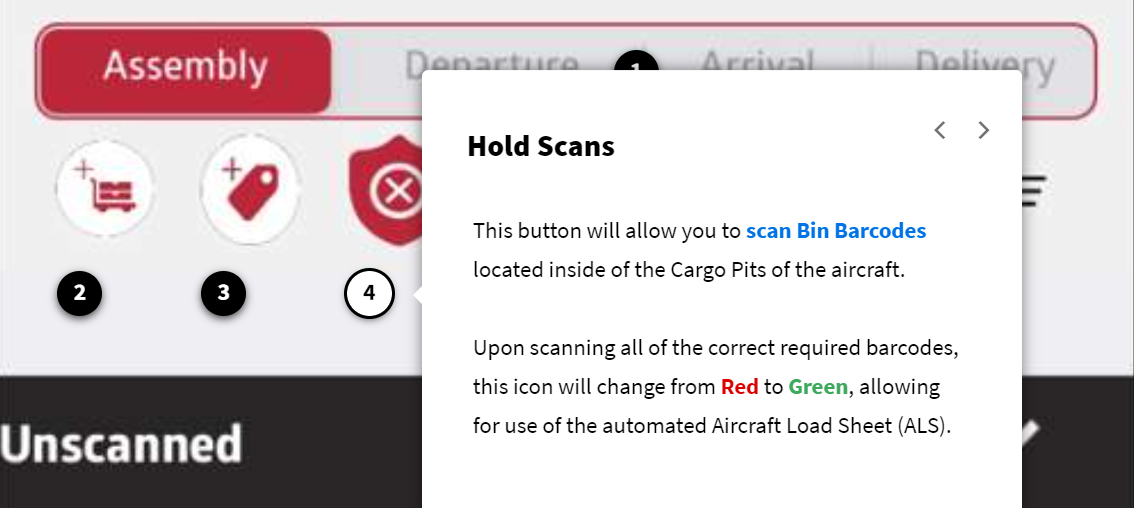 Assembly
Departure
1
Arrival
Delivery
Hold Scans
This button will allow you to scan Bin Barcodes
located inside of the Cargo Pits of the aircraft.
2
3
4
Upon scanning all of the correct required barcodes,
this icon will change from Red to Green, allowing
for use of the automated Aircraft Load Sheet (ALS).
Unscanned